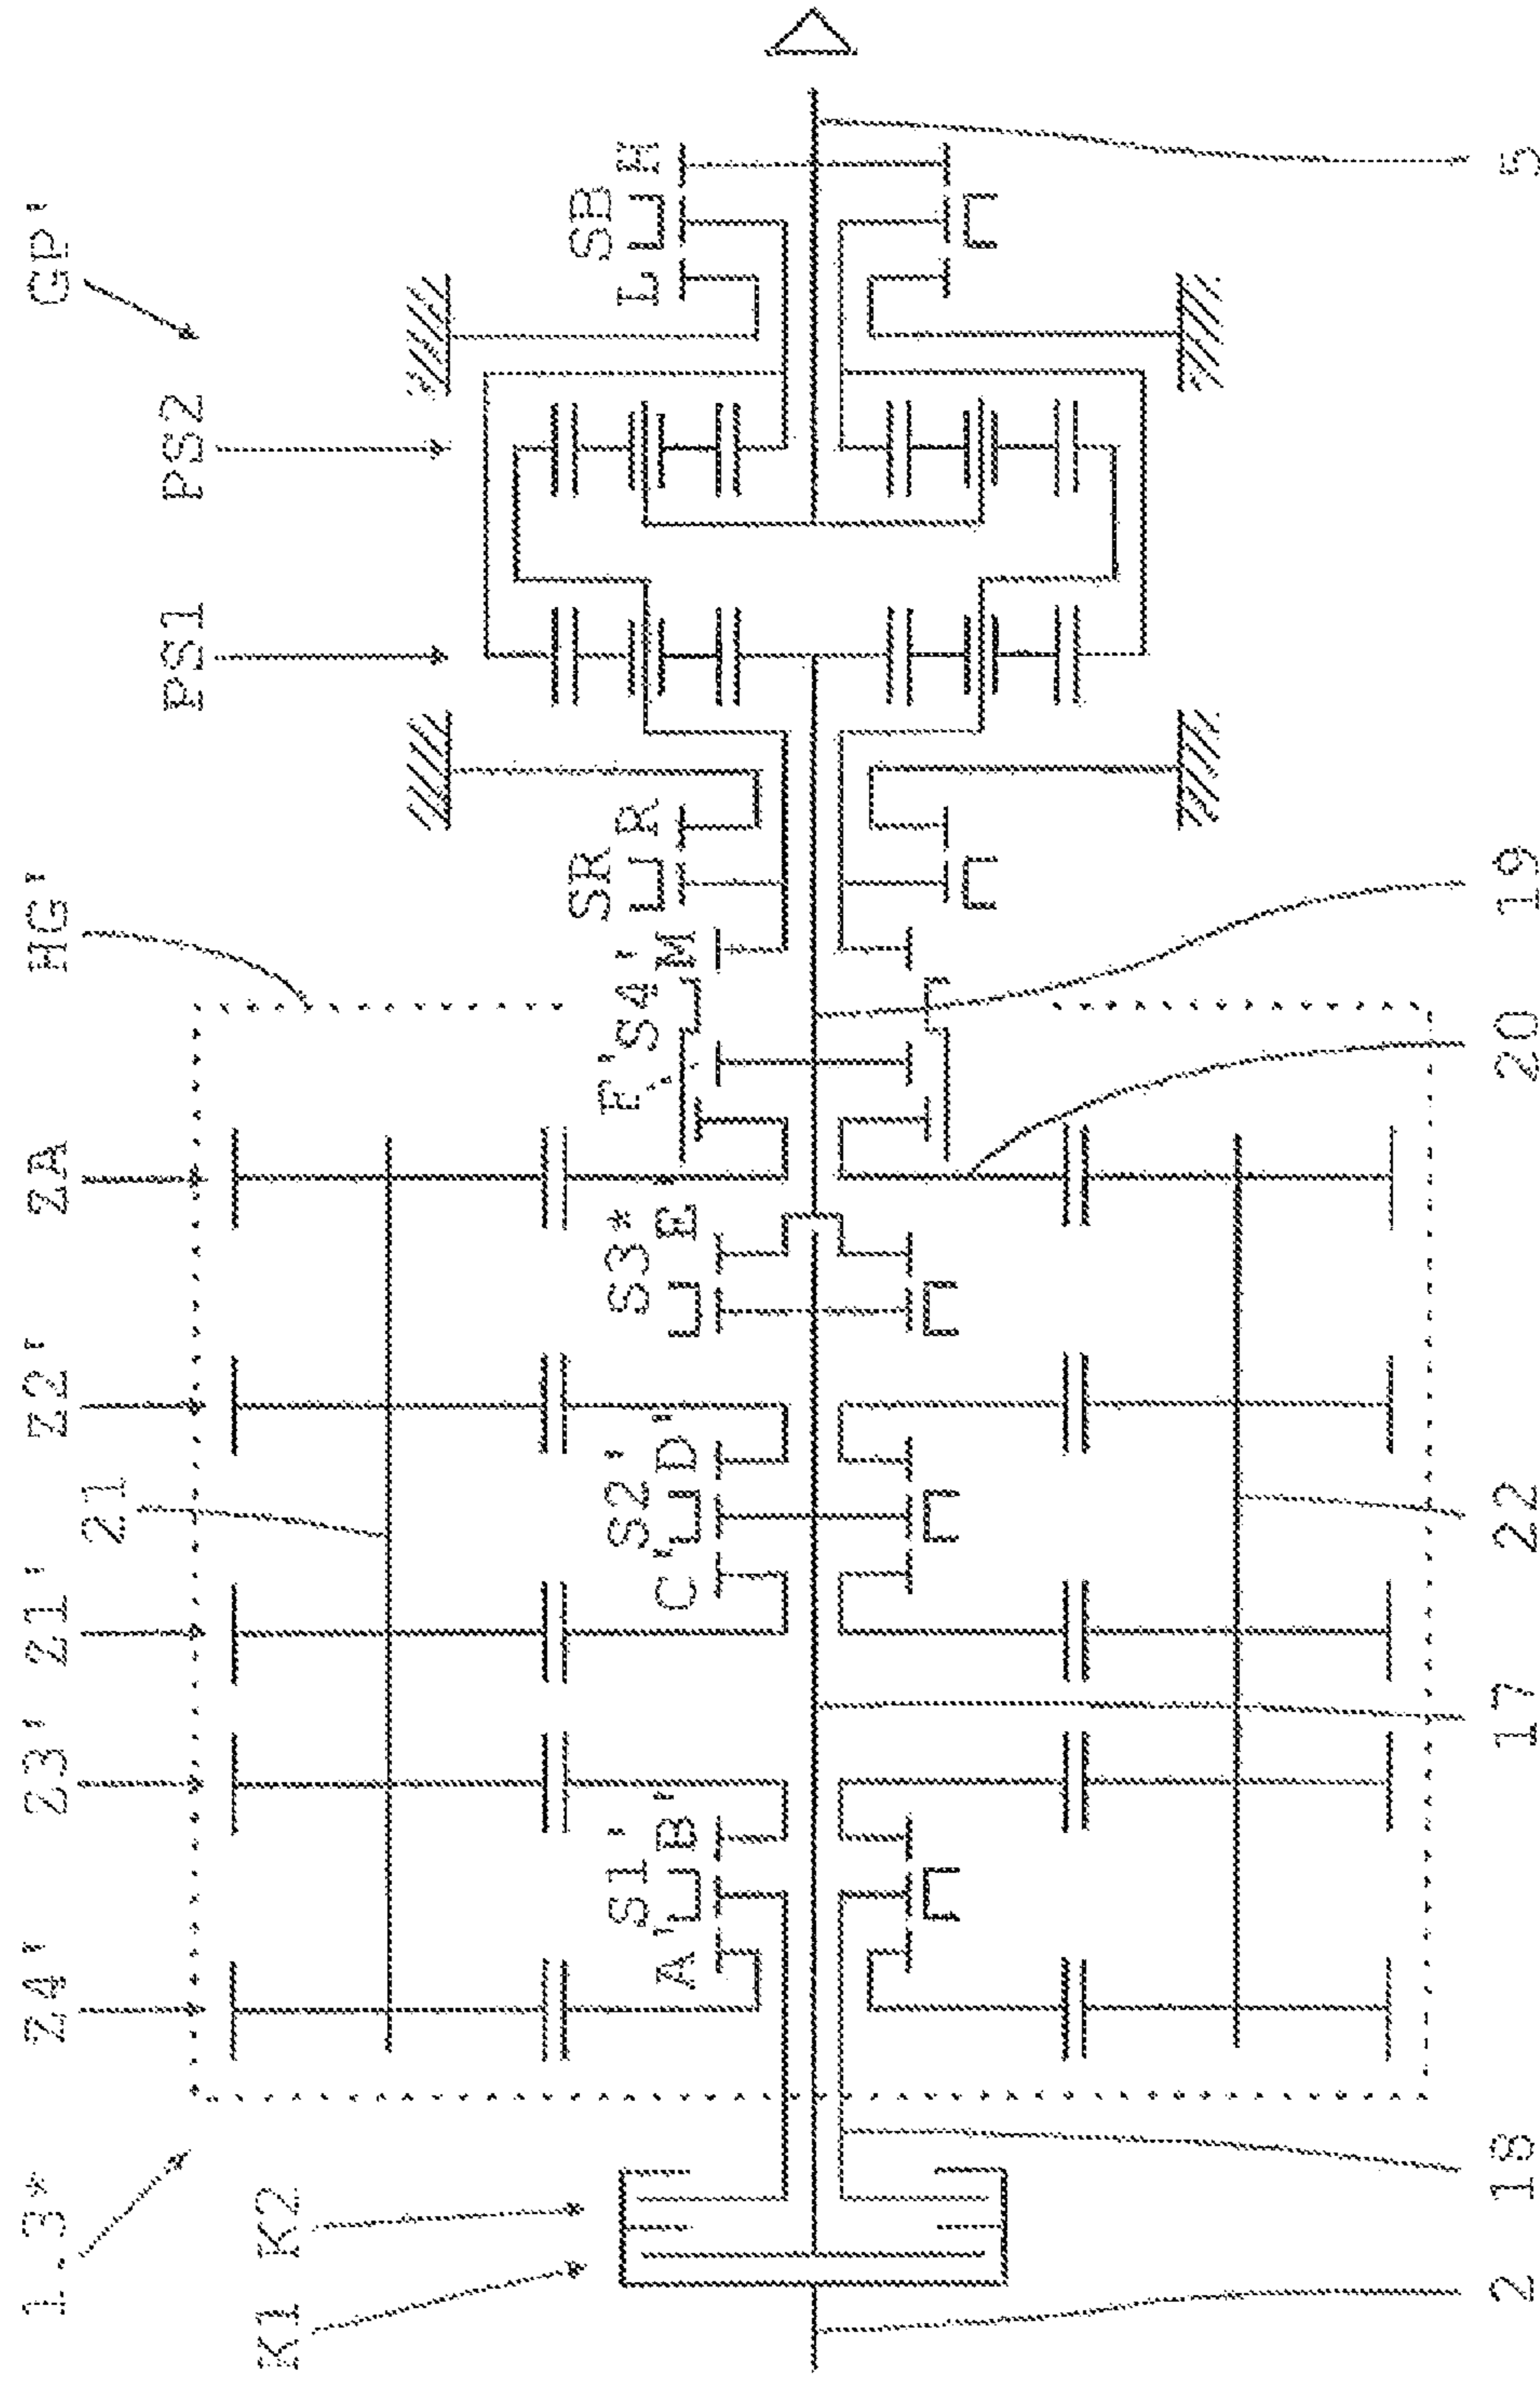 1.3*
Z4'
Z3'
Z1'
Z2'
ZA
HG'
GP'
21
PS1
PS2
K1
K2
SR
SB
S1'
S2'
S3*
F'
S4'
R
L
H
A'
B'
C'
D'
E'
M
2
18
17
22
20
19
5